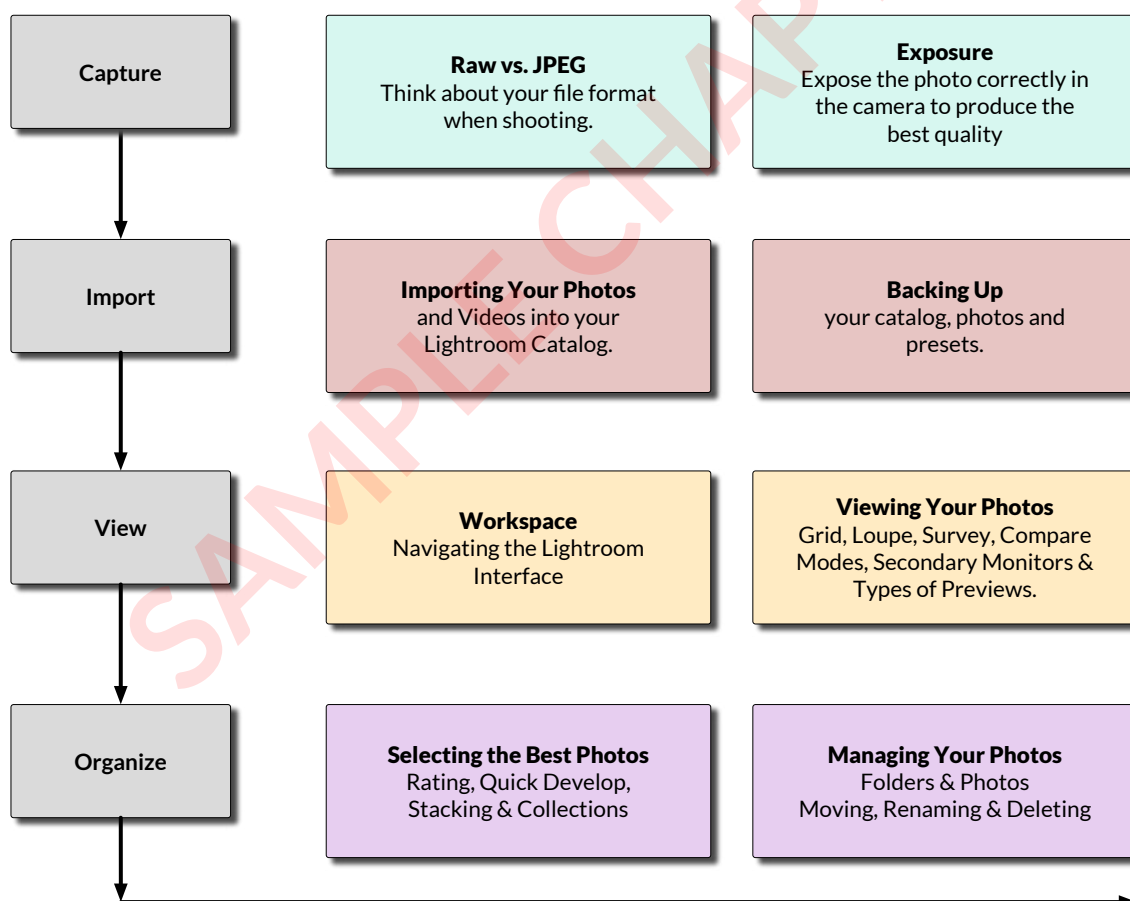 Capture
Raw vs. JPEG
Think about your file format
when shooting.
Exposure
Expose the photo correctly in
the camera to produce the
best quality
Import
Importing Your Photos
and Videos into your
Lightroom Catalog.
Backing Up
your catalog, photos and
presets.
View
Workspace
Navigating the Lightroom
Interface
Viewing Your Photos
Grid, Loupe, Survey, Compare
Modes, Secondary Monitors &
Types of Previews.
Organize
Selecting the Best Photos
Rating, Quick Develop,
Stacking & Collections
Managing Your Photos
Folders & Photos
Moving, Renaming & Deleting
SAMPLE